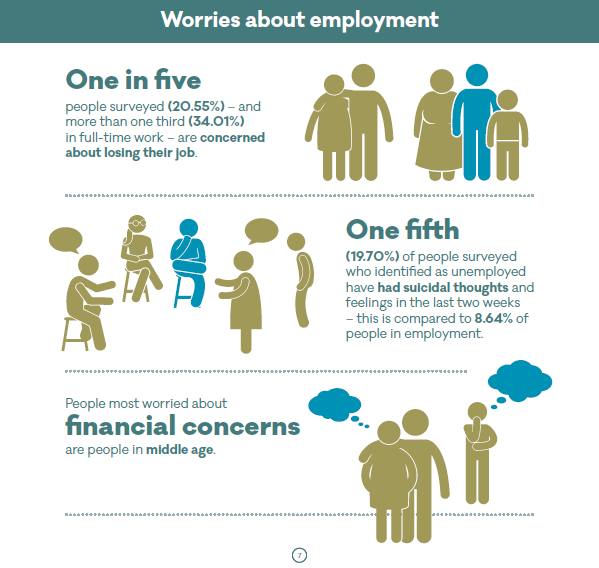 Worries about employment
One in five
people surveyed (20.55%) – and
more than one third (34.01%)
in full-time work – are concerned
about losing their job.
One fifth
(19.70%) of people surveyed
who identified as unemployed
have had suicidal thoughts and
feelings in the last two weeks
– this is compared to 8.64% of
people in employment.
People most worried about
financial concerns
are people in middle age.
7